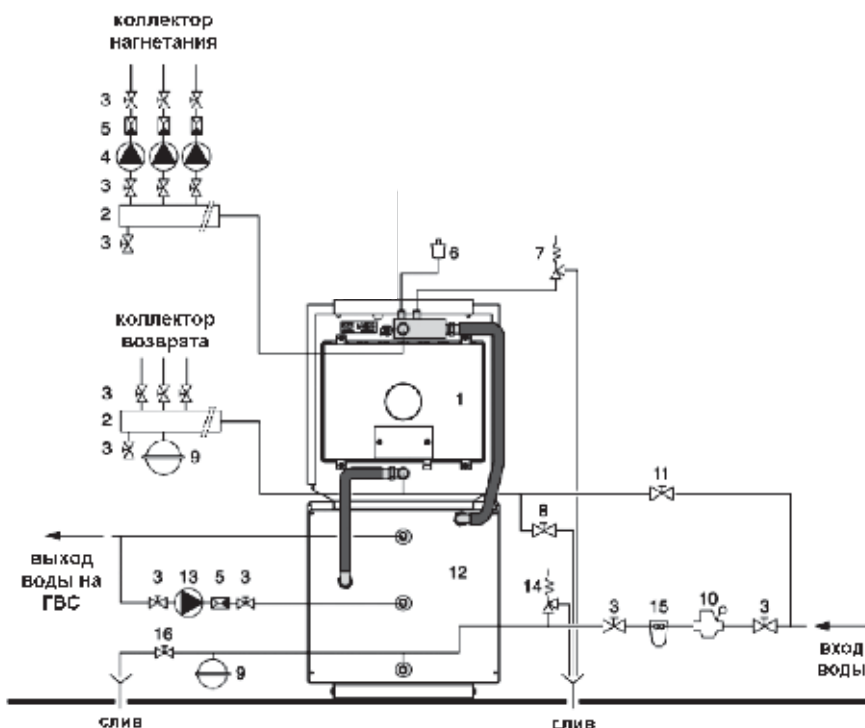 коллектор
нагнетания
3
5
4
3
2
3
6
7
коллектор
возврата
3
2
3
9
1
11
8
выход
воды на
ГВС
3 13 5 3
12
14
3
15
10
3
16
9
вход
воды
слив
слив